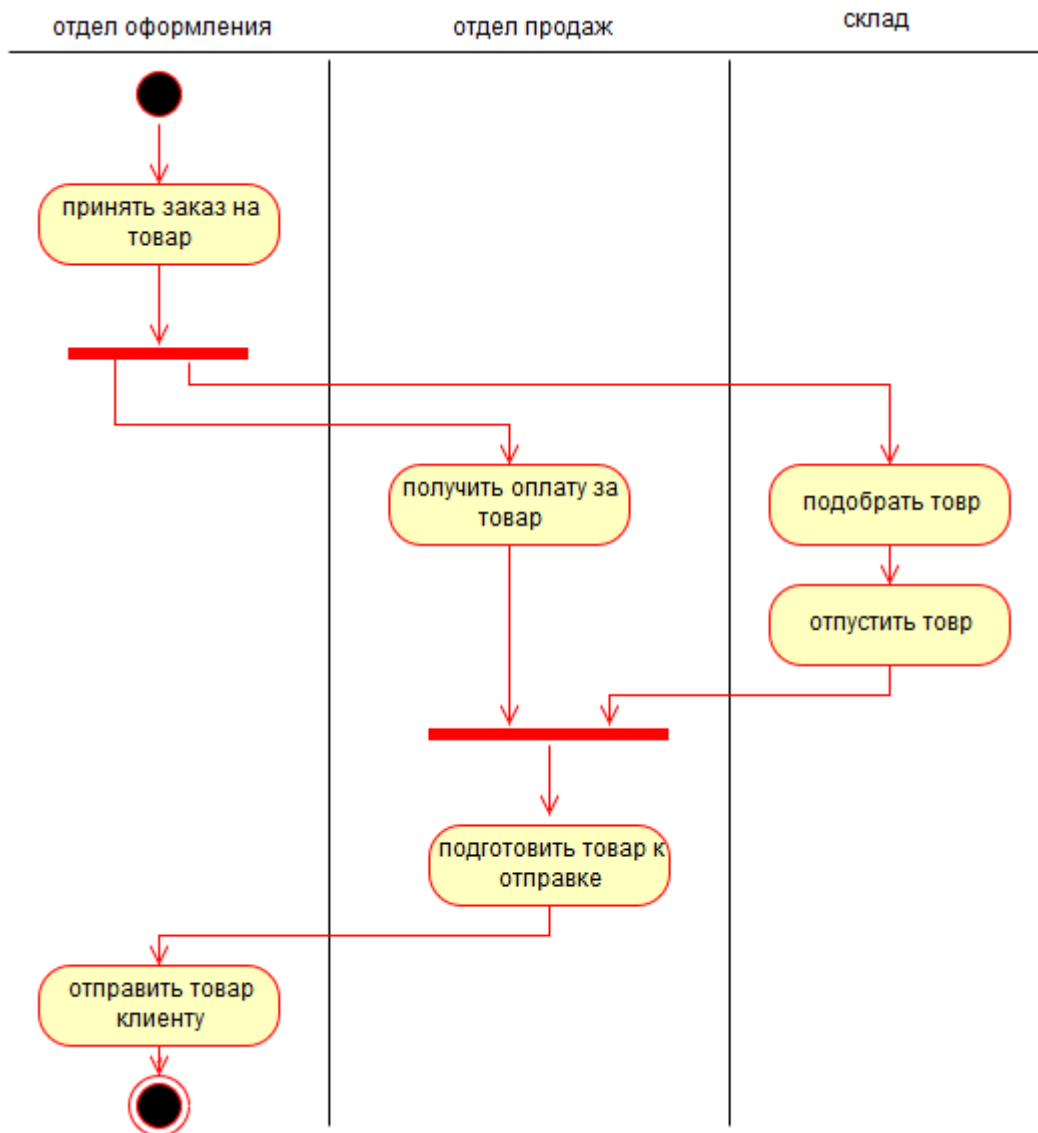 отдел оформления
отдел продаж
склад
принять заказ на
товар
получить оплату за
товар
подобрать товр
отпустить товр
подготовить товар к
отправке
отправить товар
клиенту